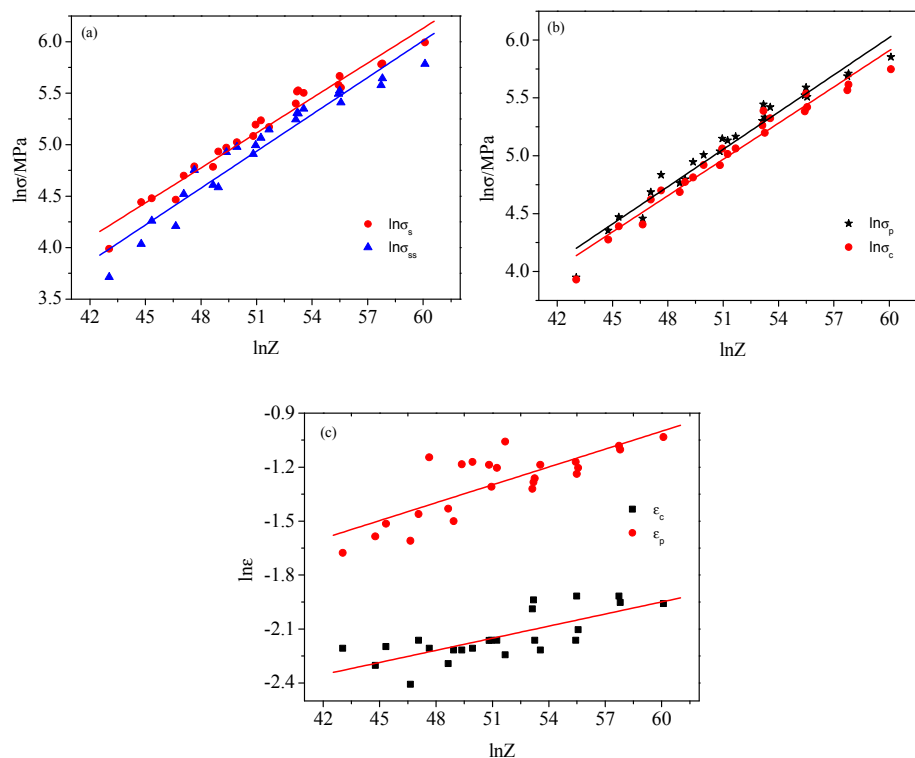 (a)
lnσ/MPa
6.0
5.5
5.0
4.5
4.0
3.5
42 45 48 51 54 57 60
lnZ
lnσs
lnσss
(b)
lnσ/MPa
6.0
5.5
5.0
4.5
4.0
42 45 48 51 54 57 60
lnZ
lnσp
lnσc
(c)
lnε
-0.9
-1.2
-1.5
-1.8
-2.1
-2.4
42 45 48 51 54 57 60
lnZ
εc
εp